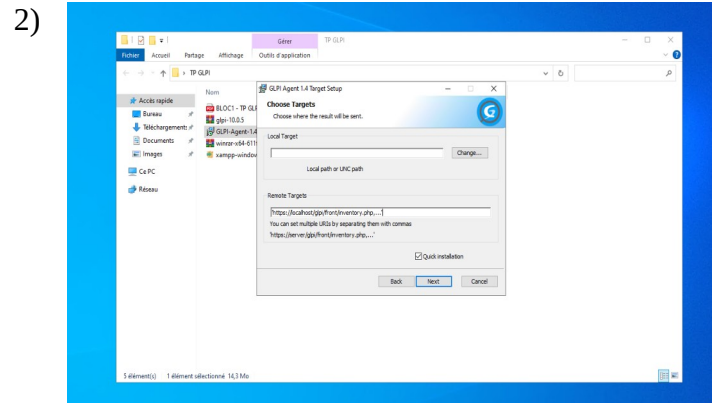 2)
Gérer
TP GLPI
Fichier Accueil Partage Affichage Outils d'application
TP GLPI
Nom
Accès rapide
Bureau
Téléchargements
Documents
Images
Ce PC
Réseau
BLOC1 - TP GLP
glpi-10.0.5
GLPI-Agent-1.4
winrar-x64-611
xampp-window
GLPI Agent 1.4 Target Setup
Choose Targets
Choose where the result will be sent.
G
Local Target
Change...
Local path or UNC path
Remote Targets
'https://localhost/glpi/front/inventory.php,...'
You can set multiple URIs by separating them with commas
'https://server/glpi/front/inventory.php,...'
Quick installation
Back Next Cancel
5 élément(s) 1 élément sélectionné 14,3 Mo